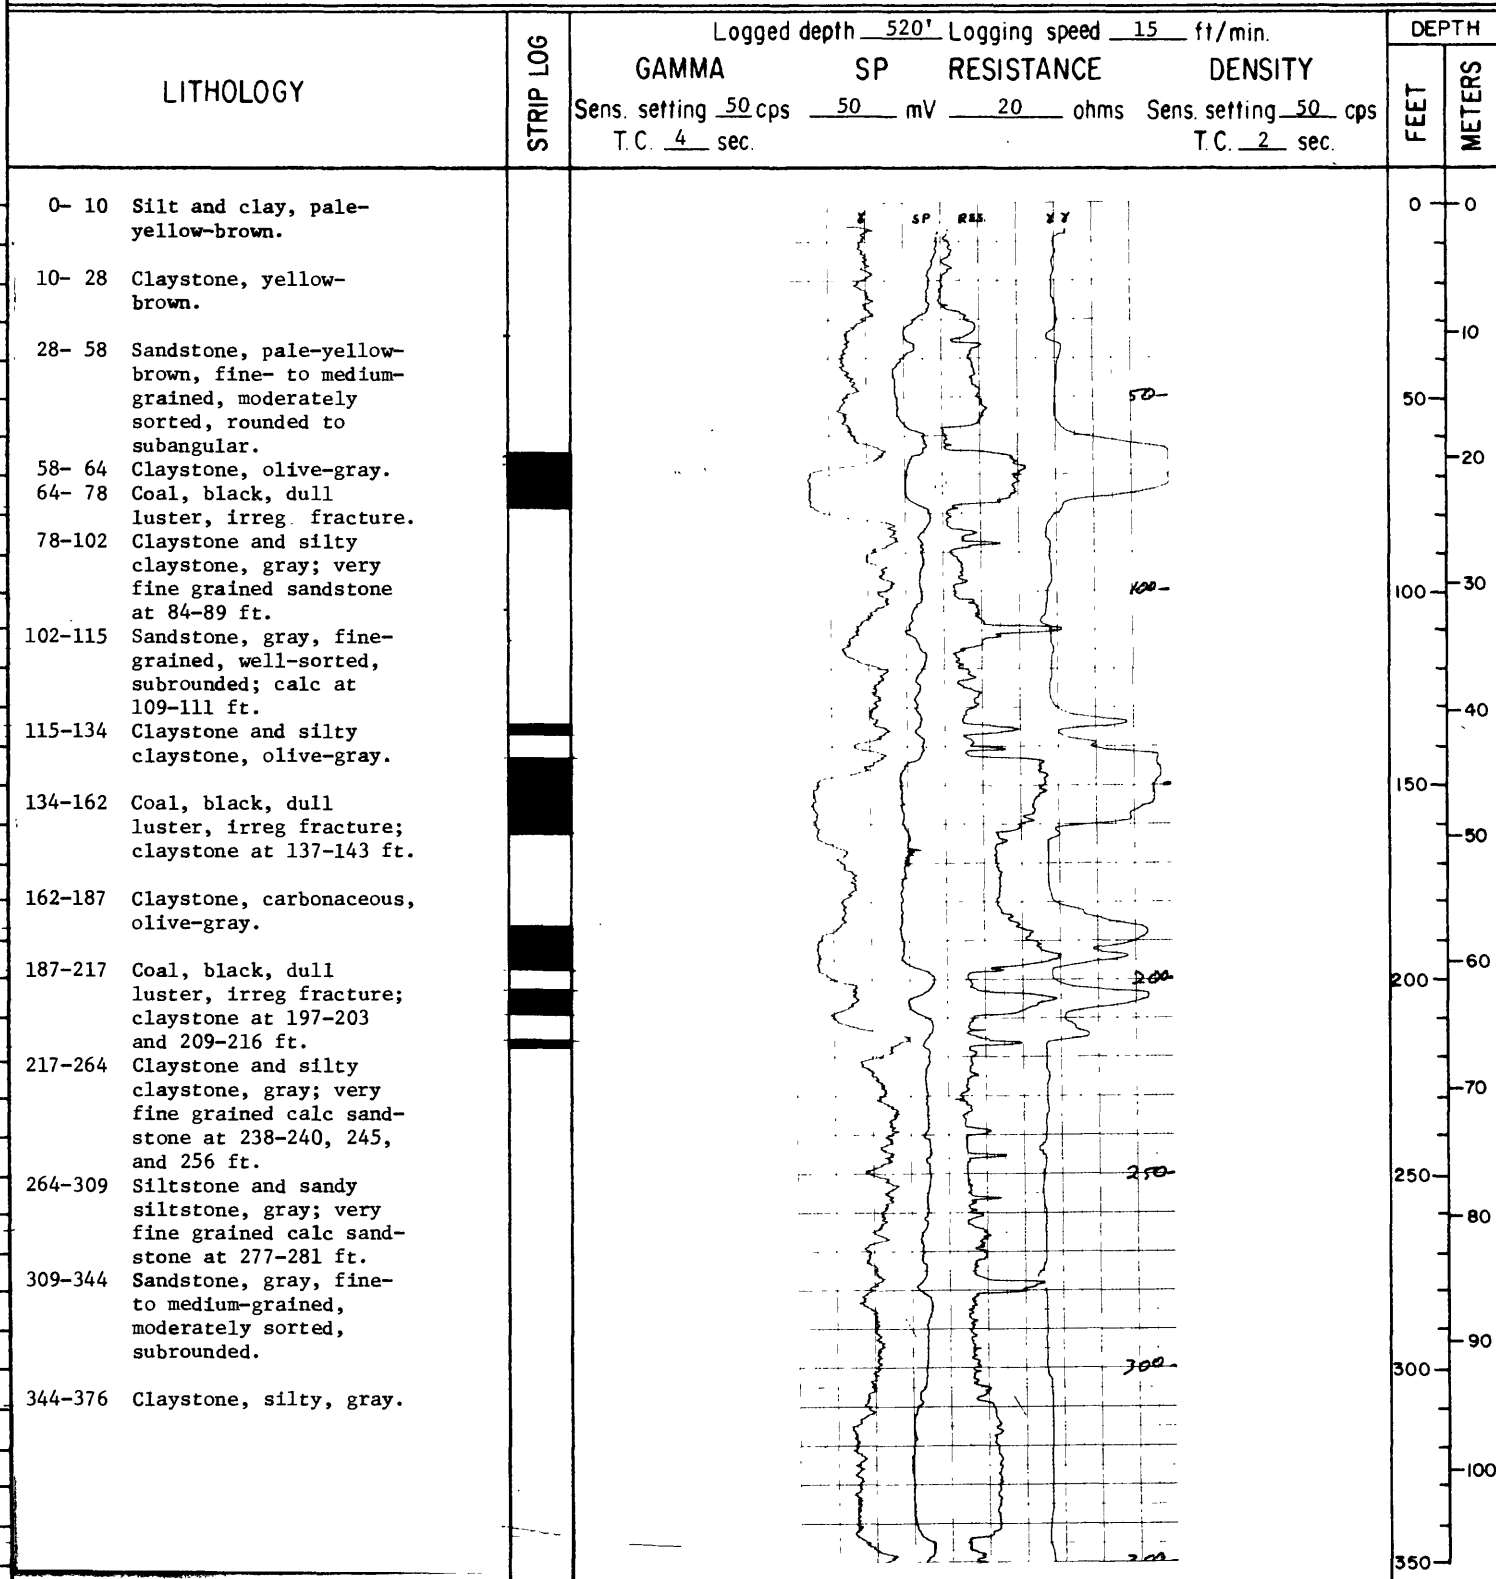 LITHOLOGY
STRIP LOG
Logged depth 520' Logging speed 15 ft/min.
GAMMA SP RESISTANCE DENSITY
Sens. setting 50 cps 50 mV 20 ohms Sens. setting 50 cps
T.C. 4 sec. T.C. 2 sec.
DEPTH
FEET
METERS
0- 10 Silt and clay, pale-
yellow-brown.
10- 28 Claystone, yellow-
brown.
28- 58 Sandstone, pale-yellow-
brown, fine- to medium-
grained, moderately
sorted, rounded to
subangular.
58- 64 Claystone, olive-gray.
64- 78 Coal, black, dull
luster, irreg. fracture.
78-102 Claystone and silty
claystone, gray; very
fine grained sandstone
at 84-89 ft.
102-115 Sandstone, gray, fine-
grained, well-sorted,
subrounded; calc at
109-111 ft.
115-134 Claystone and silty
claystone, olive-gray.
134-162 Coal, black, dull
luster, irreg fracture;
claystone at 137-143 ft.
162-187 Claystone, carbonaceous,
olive-gray.
187-217 Coal, black, dull
luster, irreg fracture;
claystone at 197-203
and 209-216 ft.
217-264 Claystone and silty
claystone, gray; very
fine grained calc sand-
stone at 238-240, 245,
and 256 ft.
264-309 Siltstone and sandy
siltstone, gray; very
fine grained calc sand-
stone at 277-281 ft.
309-344 Sandstone, gray, fine-
to medium-grained,
moderately sorted,
subrounded.
344-376 Claystone, silty, gray.
γ SP RES. γ γ
50-
100-
200-
250-
300-
0
50
100
150
200
250
300
350
0
10
20
30
40
50
60
70
80
90
100